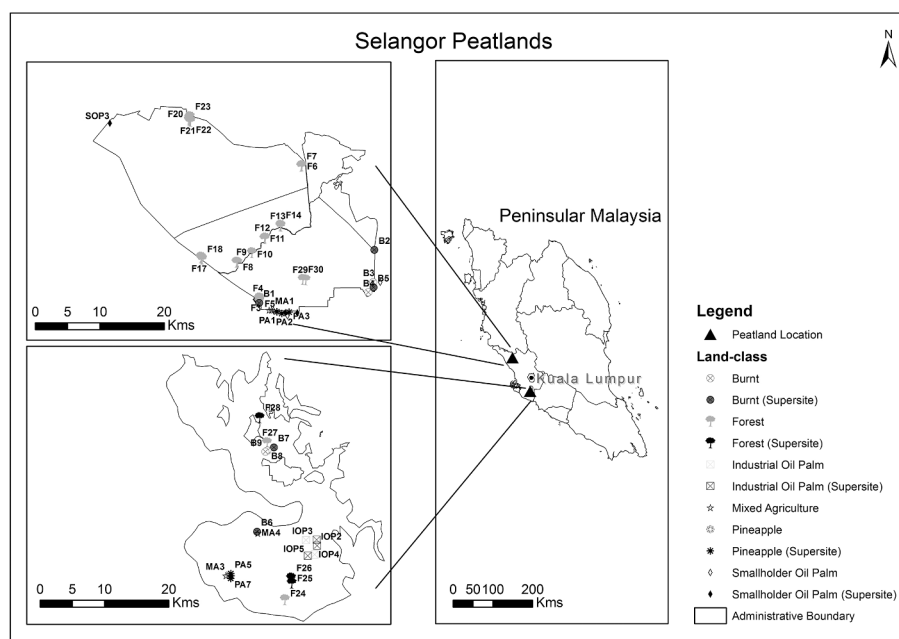 Selangor Peatlands
N
SOP3
F23
F20
F21 F22
F7
F6
F13 F14
F12
F11
F9
F10
F18
F8
F17
F29 F30
B2
B3
B5
B4
F4
B1
F5 MA1
F3
PA1 PA2 PA3
0 5 10 20
Kms
F28
F27
B9 B7
B8
B6
MA4
IOP3 IOP2
IOP5 IOP4
F26
MA3 PA5
F25
PA7
F24
0 5 10 20
Kms
Peninsular Malaysia
Kuala Lumpur
0 50 100 200
Kms
Legend
Peatland Location
Land-class
Burnt
Burnt (Supersite)
Forest
Forest (Supersite)
Industrial Oil Palm
Industrial Oil Palm (Supersite)
Mixed Agriculture
Pineapple
Pineapple (Supersite)
Smallholder Oil Palm
Smallholder Oil Palm (Supersite)
Administrative Boundary